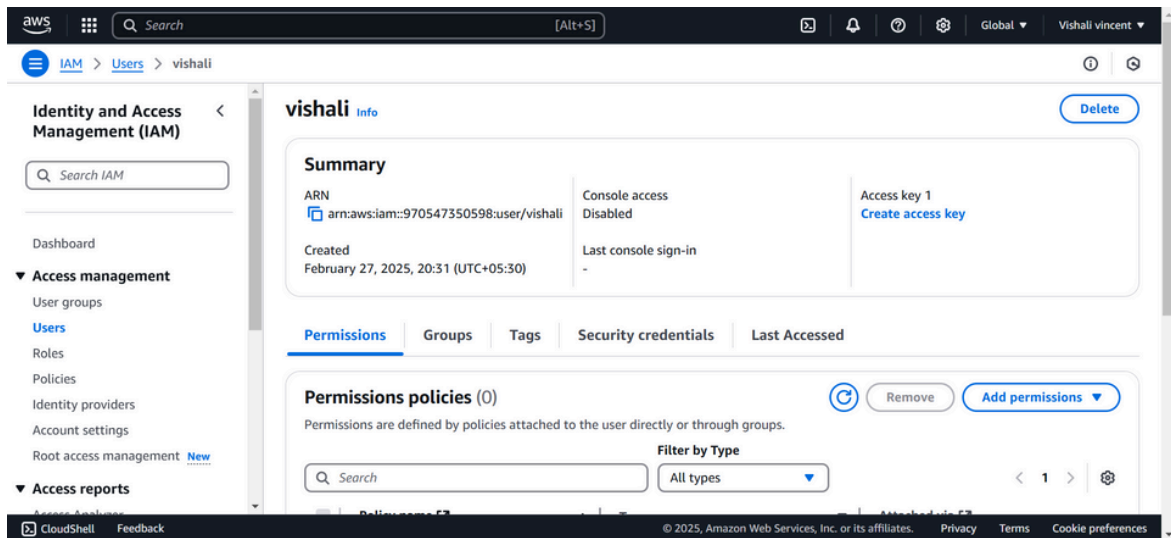 aws
Search [Alt+S]
Global ▼ Vishali vincent ▼
IAM > Users > vishali
Identity and Access
Management (IAM)
Search IAM
Dashboard
Access management
User groups
Users
Roles
Policies
Identity providers
Account settings
Root access management New
Access reports
Access Analyzer
vishali Info
Delete
Summary
ARN
arn:aws:iam::970547350598:user/vishali
Created
February 27, 2025, 20:31 (UTC+05:30)
Console access
Disabled
Last console sign-in
-
Access key 1
Create access key
Permissions Groups Tags Security credentials Last Accessed
Permissions policies (0)
Remove Add permissions ▼
Permissions are defined by policies attached to the user directly or through groups.
Filter by Type
Search All types
< 1 >
Policy name Attached via
CloudShell Feedback © 2025, Amazon Web Services, Inc. or its affiliates. Privacy Terms Cookie preferences